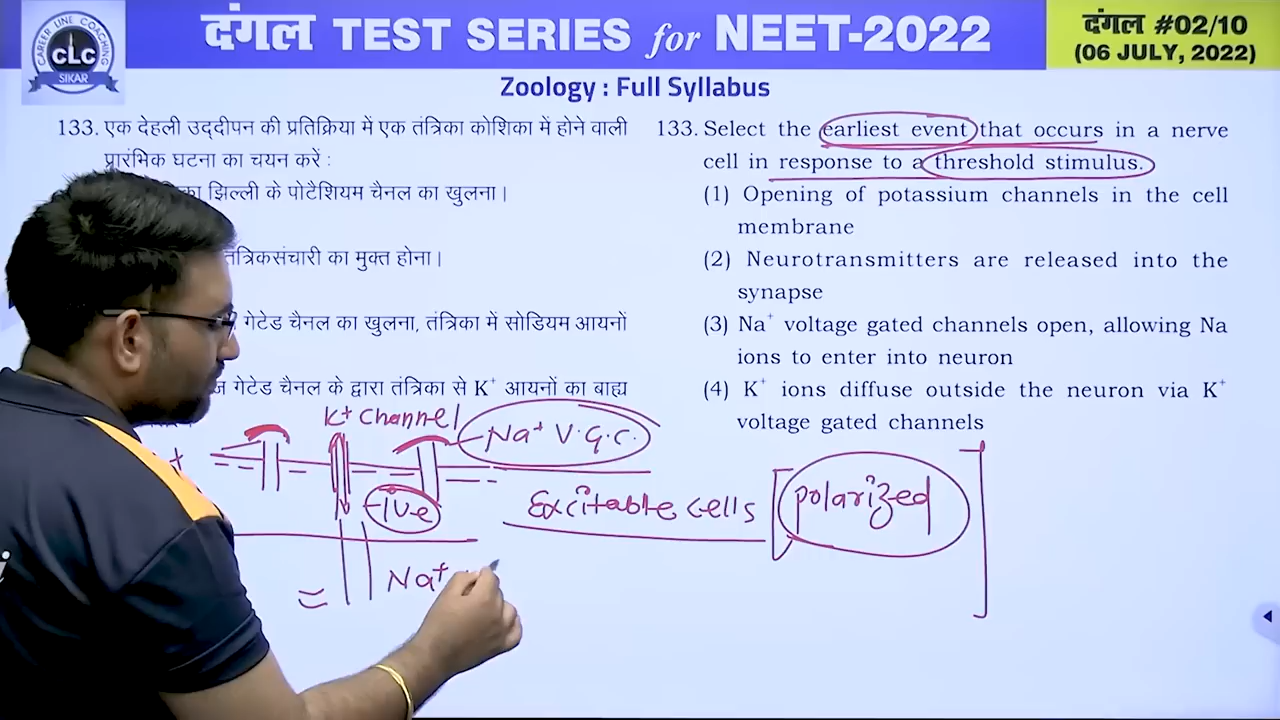 दंगल TEST SERIES for NEET-2022
दंगल #02/10
(06 JULY, 2022)
CAREER LINE COACHING
CLC
SIKAR
Zoology : Full Syllabus
133. एक देहली उद्दीपन की प्रतिक्रिया में एक तंत्रिका कोशिका में होने वाली
प्रारंभिक घटना का चयन करें :
झिल्ली के पोटैशियम चैनल का खुलना।
तंत्रिकसंचारी का मुक्त होना।
गेटेड चैनल का खुलना, तंत्रिका में सोडियम आयनों
गेटेड चैनल के द्वारा तंत्रिका से K⁺ आयनों का बाह्य
133. Select the earliest event that occurs in a nerve
cell in response to a threshold stimulus.
(1) Opening of potassium channels in the cell
membrane
(2) Neurotransmitters are released into the
synapse
(3) Na⁺ voltage gated channels open, allowing Na
ions to enter into neuron
(4) K⁺ ions diffuse outside the neuron via K⁺
voltage gated channels
K+ channel
Na+ V.G.C.
-ive
Excitable cells [polarized]
Na+